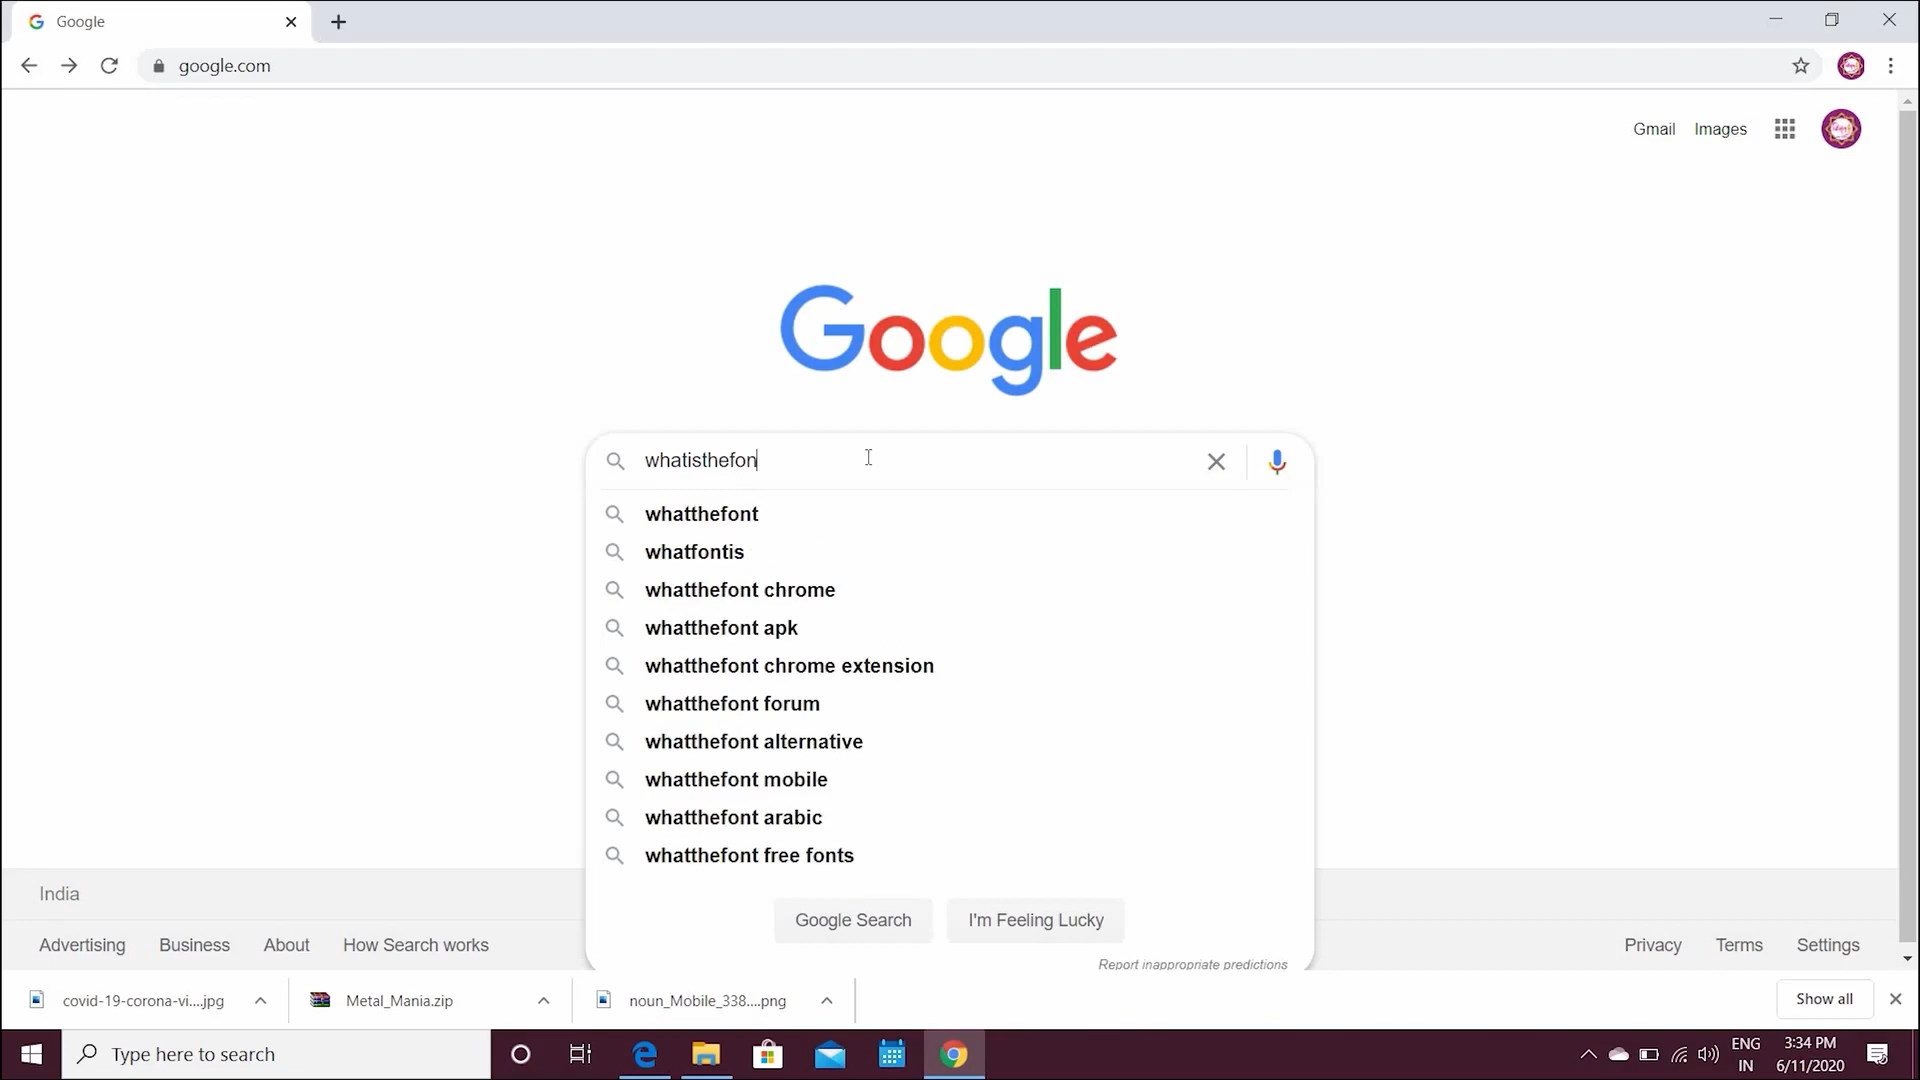 Google
google.com
Gmail Images
Google
whatisthefon
whatthefont
whatfontis
whatthefont chrome
whatthefont apk
whatthefont chrome extension
whatthefont forum
whatthefont alternative
whatthefont mobile
whatthefont arabic
whatthefont free fonts
Google Search I'm Feeling Lucky
Report inappropriate predictions
India
Advertising Business About How Search works Privacy Terms Settings
covid-19-corona-vi....jpg Metal_Mania.zip noun_Mobile_338....png Show all
Type here to search
ENG
IN
3:34 PM
6/11/2020